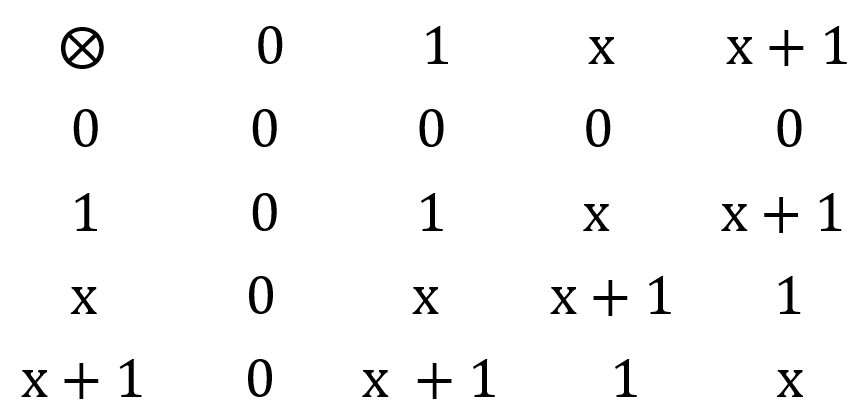 ⊗ 0 1 x x + 1
0 0 0 0 0
1 0 1 x x + 1
x 0 x x + 1 1
x + 1 0 x + 1 1 x